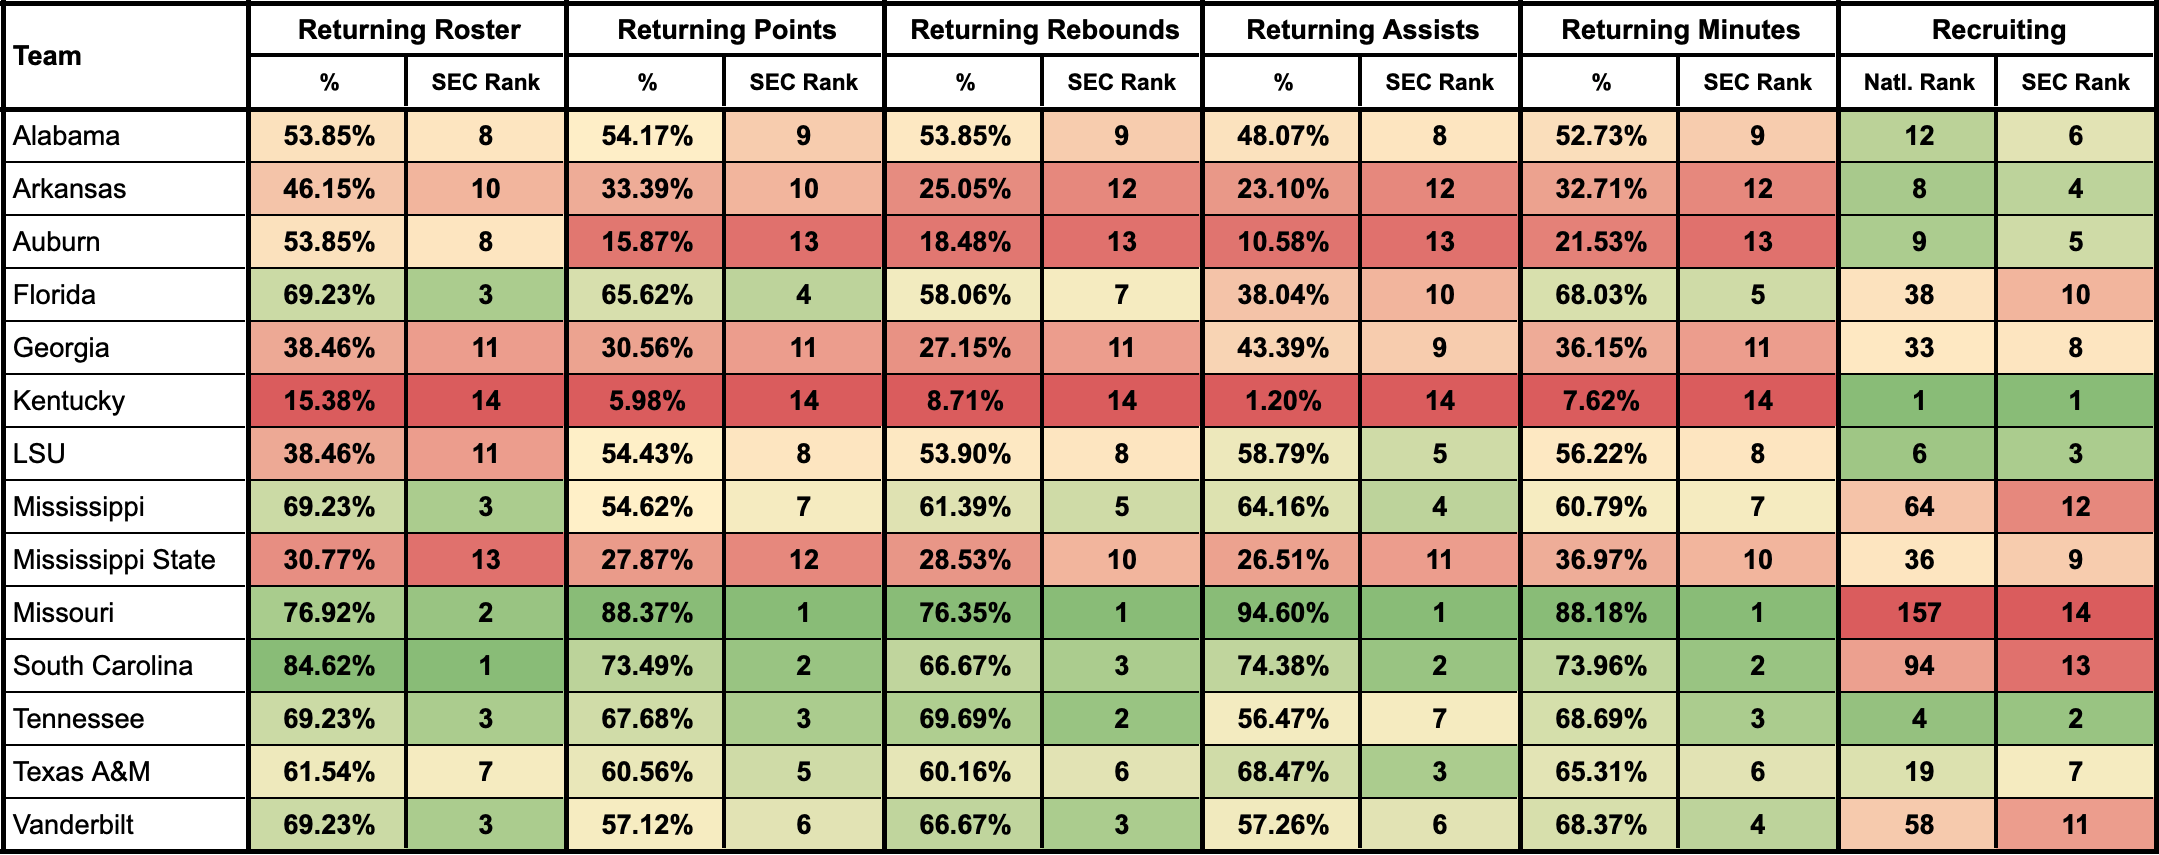 Team Returning Roster Returning Points Returning Rebounds Returning Assists Returning Minutes Recruiting
% SEC Rank % SEC Rank % SEC Rank % SEC Rank % SEC Rank Natl. Rank SEC Rank
Alabama 53.85% 8 54.17% 9 53.85% 9 48.07% 8 52.73% 9 12 6
Arkansas 46.15% 10 33.39% 10 25.05% 12 23.10% 12 32.71% 12 8 4
Auburn 53.85% 8 15.87% 13 18.48% 13 10.58% 13 21.53% 13 9 5
Florida 69.23% 3 65.62% 4 58.06% 7 38.04% 10 68.03% 5 38 10
Georgia 38.46% 11 30.56% 11 27.15% 11 43.39% 9 36.15% 11 33 8
Kentucky 15.38% 14 5.98% 14 8.71% 14 1.20% 14 7.62% 14 1 1
LSU 38.46% 11 54.43% 8 53.90% 8 58.79% 5 56.22% 8 6 3
Mississippi 69.23% 3 54.62% 7 61.39% 5 64.16% 4 60.79% 7 64 12
Mississippi State 30.77% 13 27.87% 12 28.53% 10 26.51% 11 36.97% 10 36 9
Missouri 76.92% 2 88.37% 1 76.35% 1 94.60% 1 88.18% 1 157 14
South Carolina 84.62% 1 73.49% 2 66.67% 3 74.38% 2 73.96% 2 94 13
Tennessee 69.23% 3 67.68% 3 69.69% 2 56.47% 7 68.69% 3 4 2
Texas A&M 61.54% 7 60.56% 5 60.16% 6 68.47% 3 65.31% 6 19 7
Vanderbilt 69.23% 3 57.12% 6 66.67% 3 57.26% 6 68.37% 4 58 11